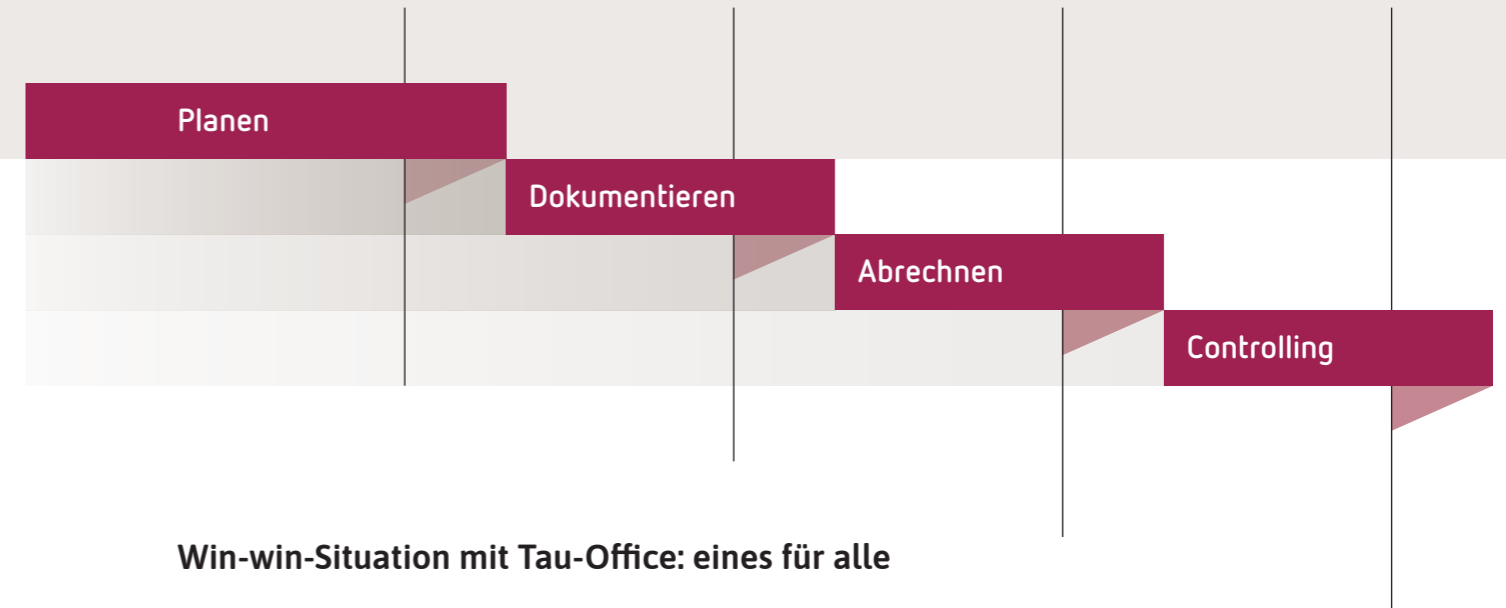 Planen
Dokumentieren
Abrechnen
Controlling
Win-win-Situation mit Tau-Office: eines für alle